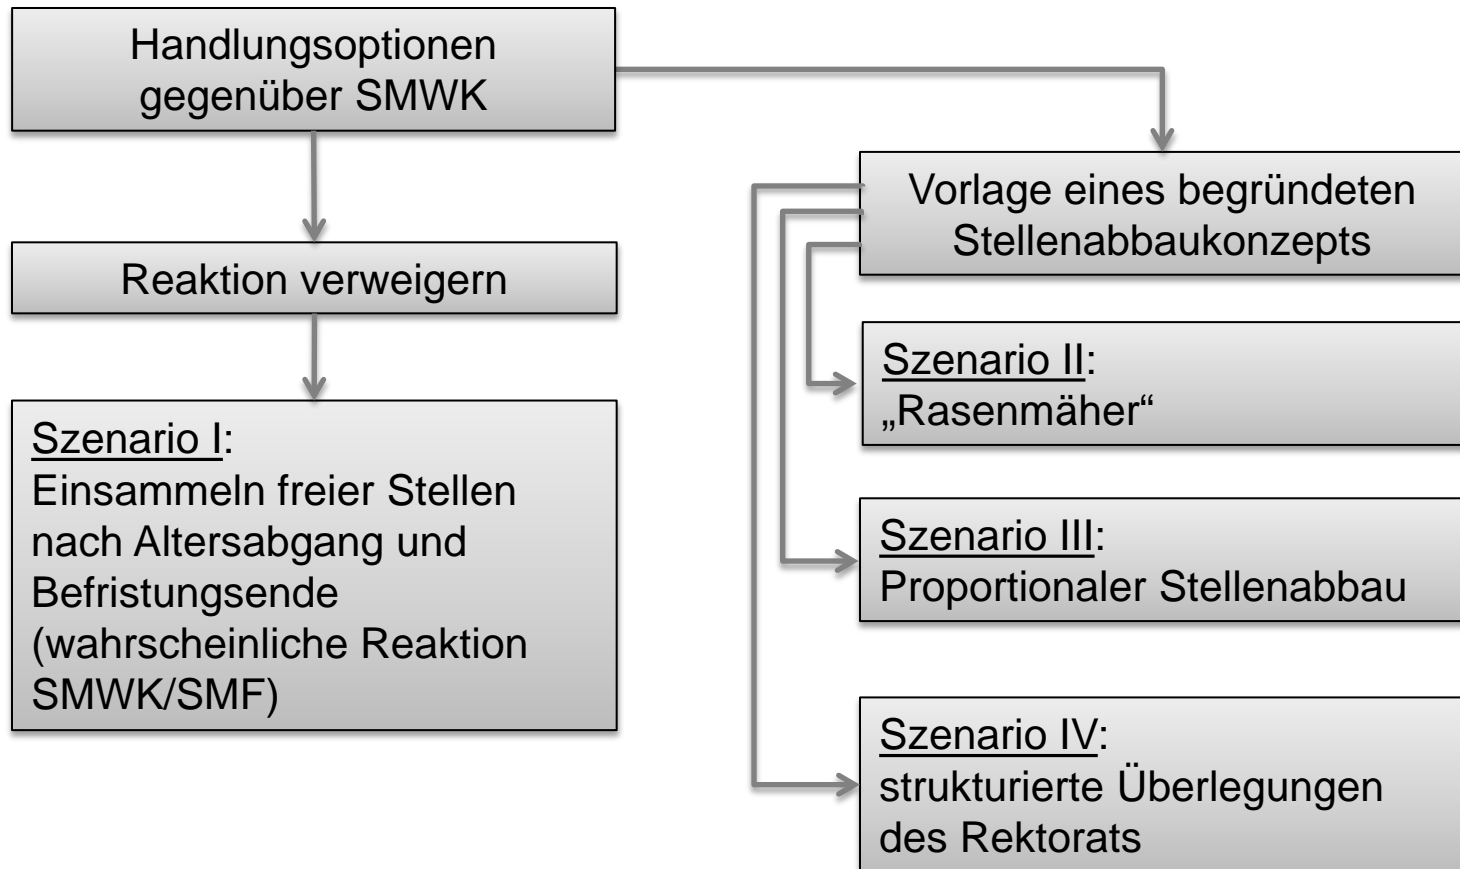 Handlungsoptionen
gegenüber SMWK
Reaktion verweigern
Szenario I:
Einsammeln freier Stellen
nach Altersabgang und
Befristungsende
(wahrscheinliche Reaktion
SMWK/SMF)
Vorlage eines begründeten
Stellenabbaukonzepts
Szenario II:
„Rasenmäher“
Szenario III:
Proportionaler Stellenabbau
Szenario IV:
strukturierte Überlegungen
des Rektorats